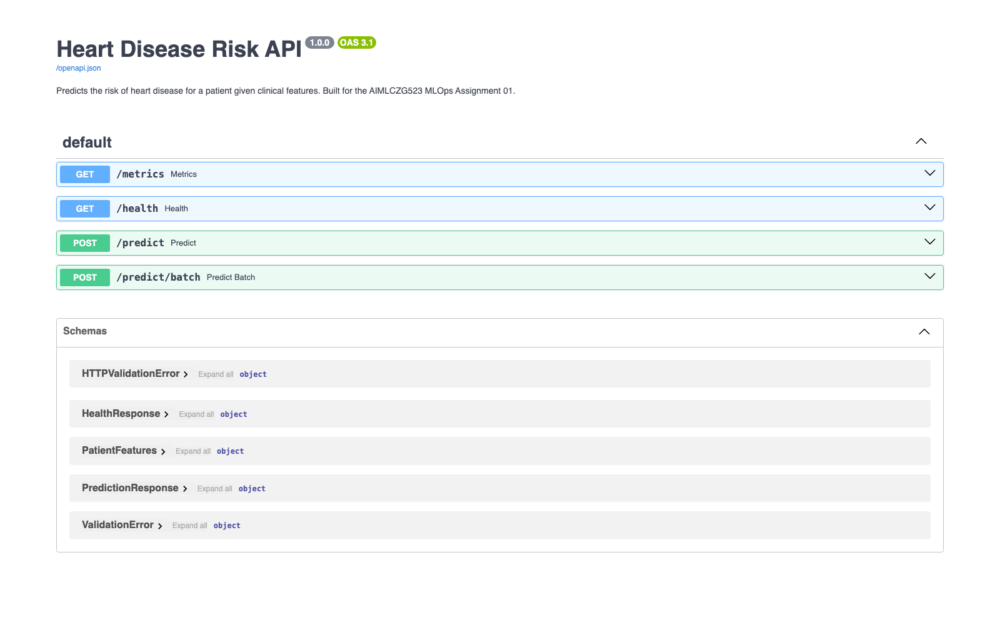 Heart Disease Risk API 1.0.0 OAS 3.1
/openapi.json
Predicts the risk of heart disease for a patient given clinical features. Built for the AIMLCZG523 MLOps Assignment 01.
default
GET /metrics Metrics
GET /health Health
POST /predict Predict
POST /predict/batch Predict Batch
Schemas
HTTPValidationError Expand all object
HealthResponse Expand all object
PatientFeatures Expand all object
PredictionResponse Expand all object
ValidationError Expand all object